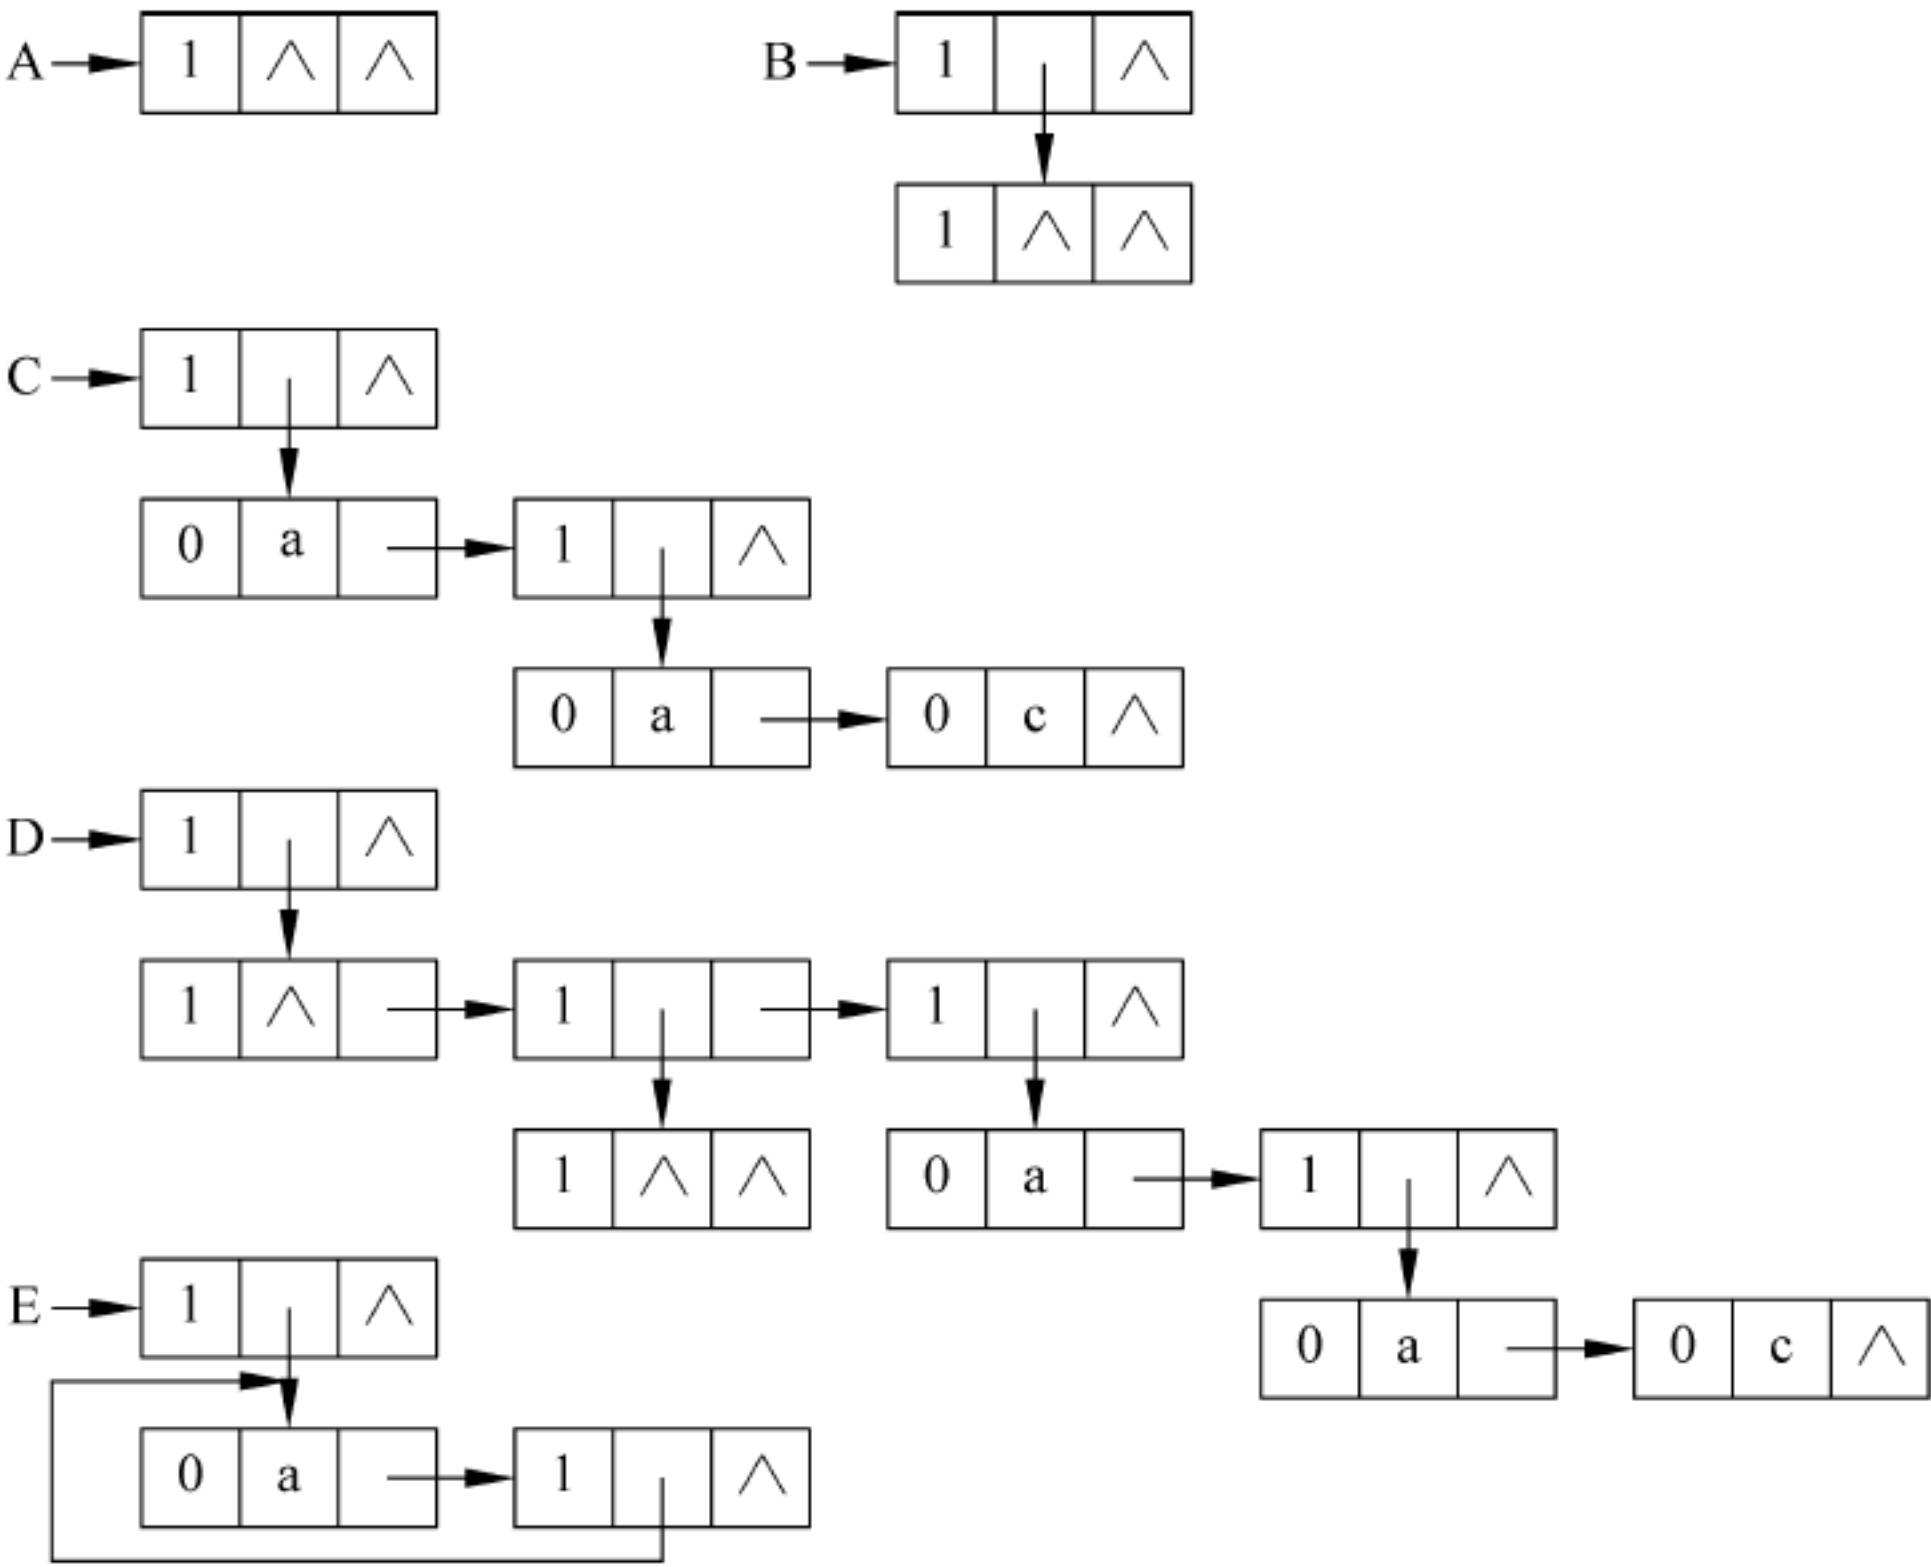 A 1 ∧ ∧ B 1 ∧
1 ∧ ∧
C 1 ∧
0 a 1 ∧
0 a 0 c ∧
D 1 ∧
1 ∧ 1 1 ∧
1 ∧ ∧ 0 a 1 ∧
E 1 ∧
0 a 0 c ∧
0 a 1 ∧